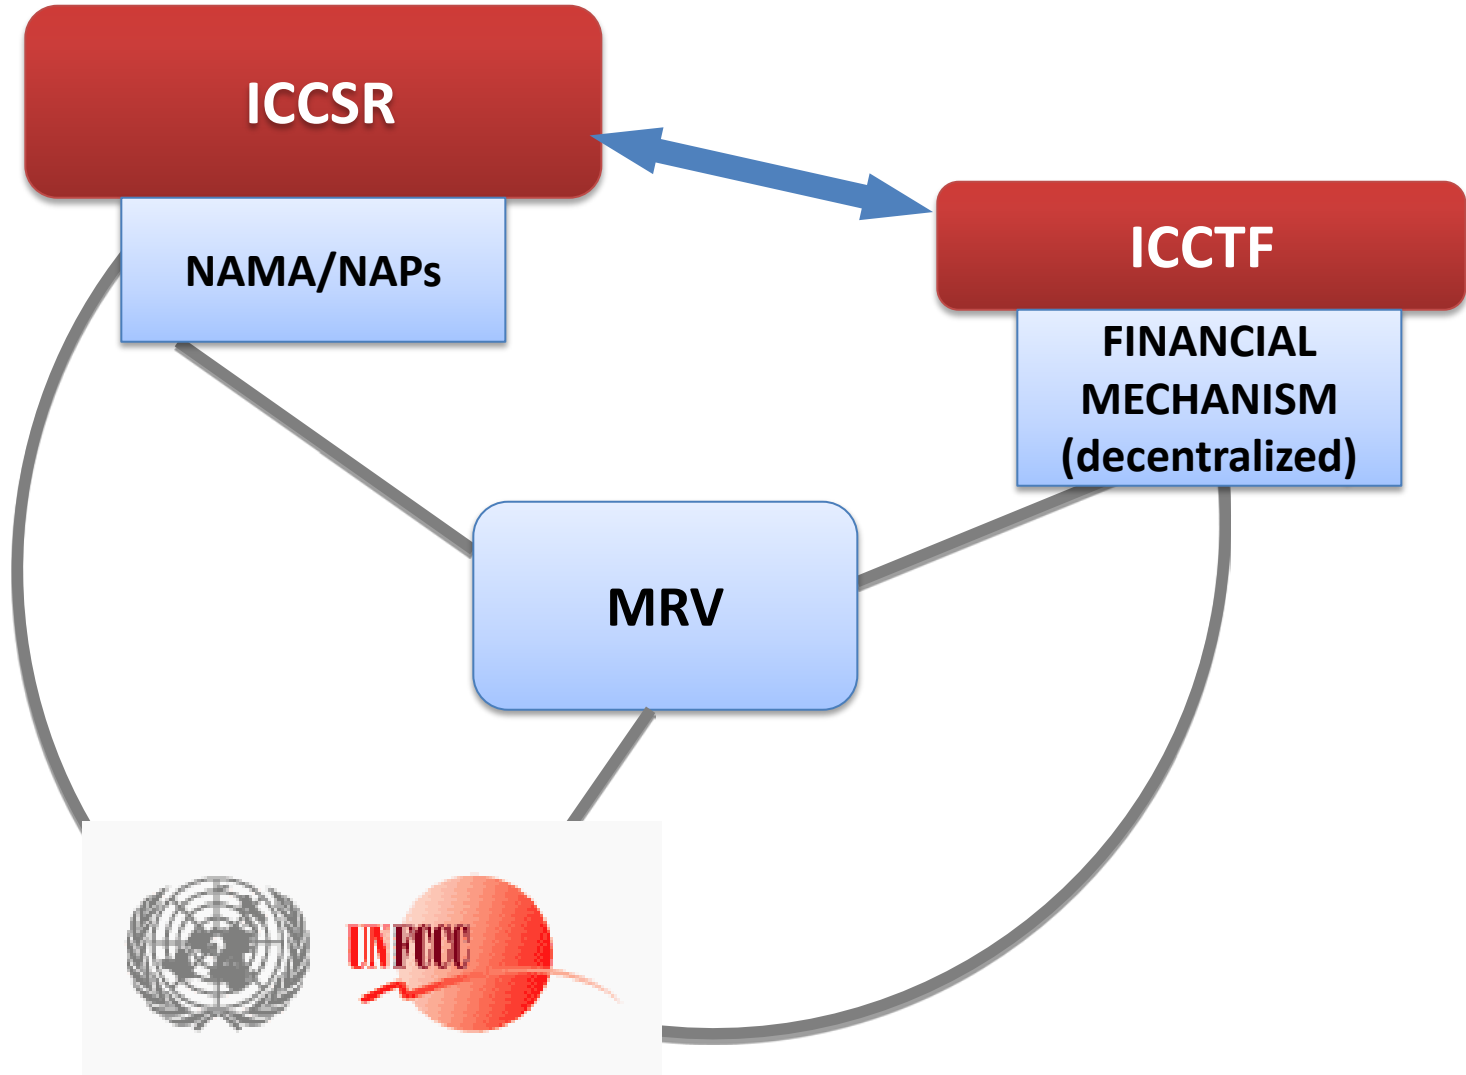 ICCSR
NAMA/NAPs
ICCTF
FINANCIAL
MECHANISM
(decentralized)
MRV
UNFCCC